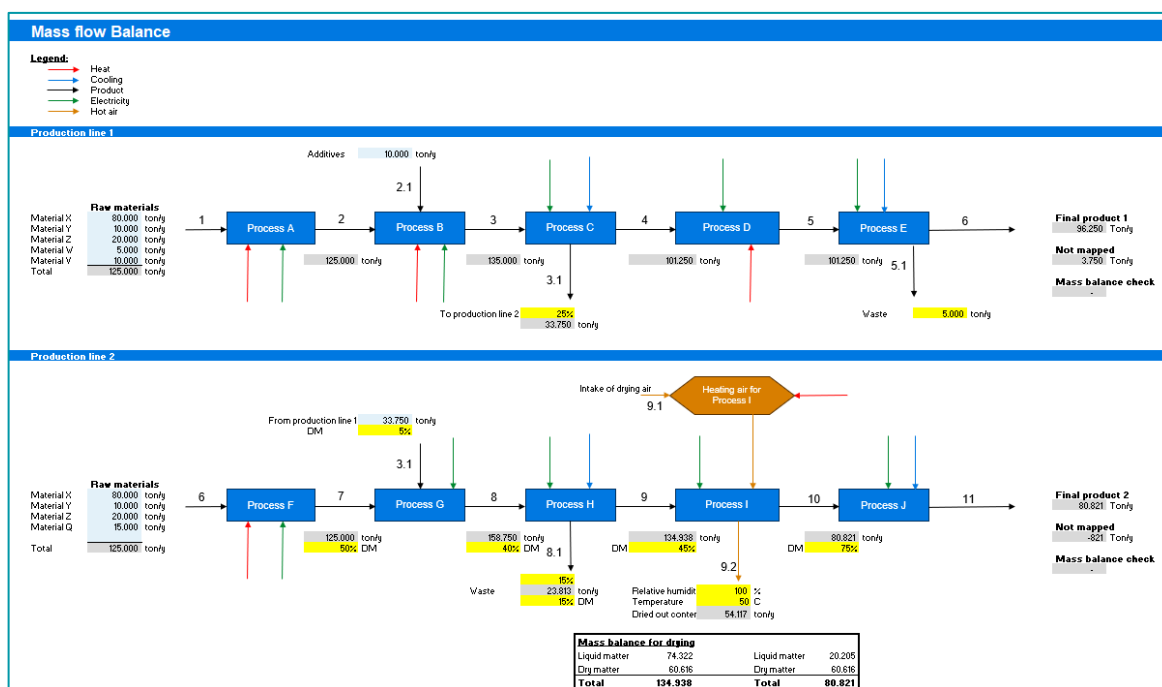 Mass flow Balance
Legend:
Heat
Cooling
Product
Electricity
Hot air
Production line 1
Additives 10.000 ton/y
2.1
Raw materials
Material X 80.000 ton/y
Material Y 10.000 ton/y
Material Z 20.000 ton/y
Material W 5.000 ton/y
Material V 10.000 ton/y
Total 125.000 ton/y
1 Process A 2 Process B 3 Process C 4 Process D 5 Process E 6
125.000 ton/y 135.000 ton/y 101.250 ton/y 101.250 ton/y
3.1 5.1
To production line 2 25%
33.750 ton/y
Waste 5.000 ton/y
Final product 1
96.250 Ton/y
Not mapped
3.750 Ton/y
Mass balance check
-
Production line 2
Intake of drying air
9.1
Heating air for
Process I
From production line 1 33.750 ton/y
DM 5%
3.1
Raw materials
Material X 80.000 ton/y
Material Y 10.000 ton/y
Material Z 20.000 ton/y
Material Q 15.000 ton/y
Total 125.000 ton/y
6 Process F 7 Process G 8 Process H 9 Process I 10 Process J 11
125.000 ton/y 158.750 ton/y 134.938 ton/y 80.821 ton/y
50% DM 40% DM DM 45% DM 75%
8.1 9.2
15%
Waste 23.813 ton/y
15% DM
Relative humidit 100 %
Temperature 50 C
Dried out conter 54.117 ton/y
Final product 2
80.821 Ton/y
Not mapped
-821 Ton/y
Mass balance check
-
Mass balance for drying
Liquid matter 74.322 Liquid matter 20.205
Dry matter 60.616 Dry matter 60.616
Total 134.938 Total 80.821